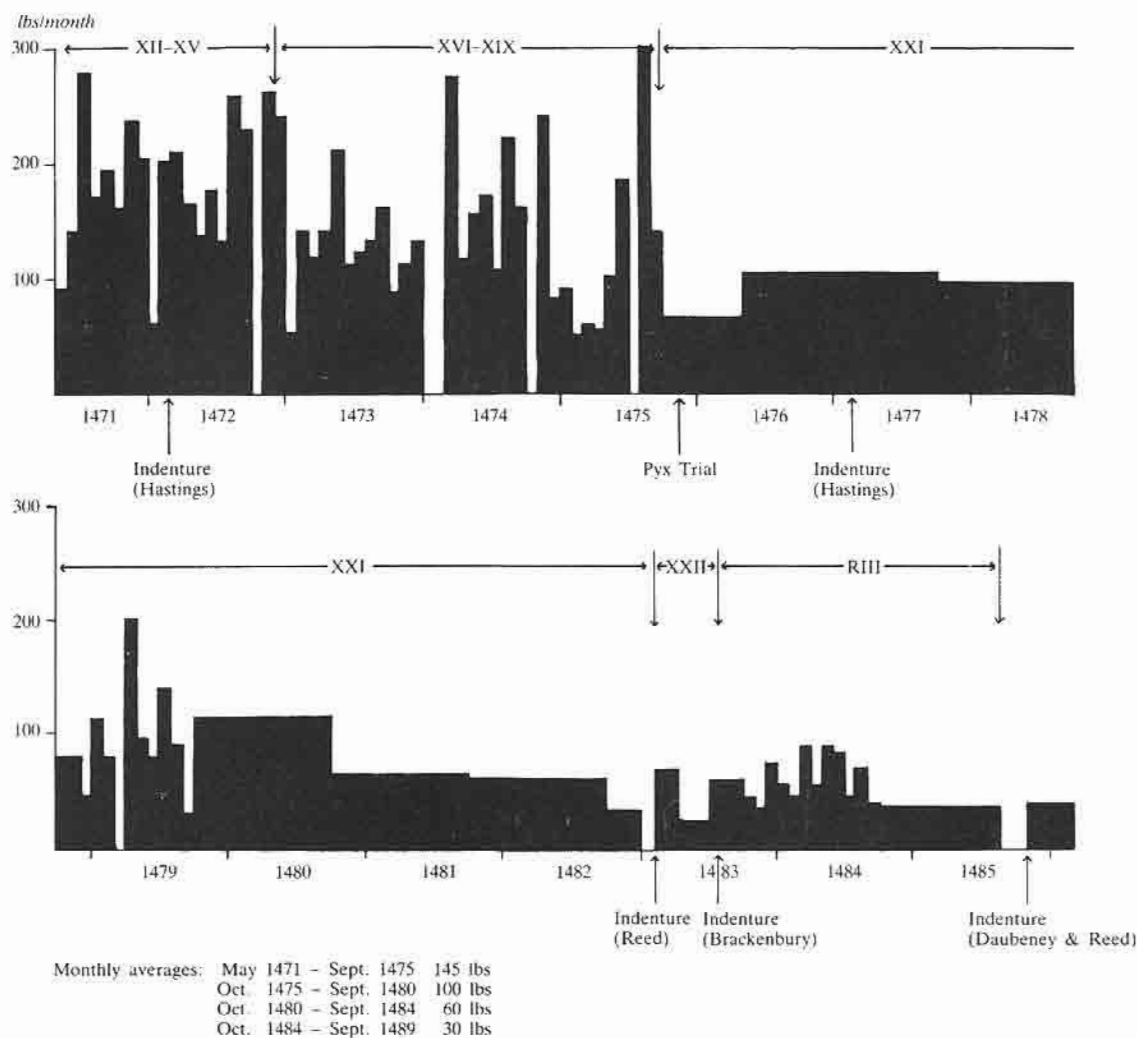 lbs/month
XII–XV XVI–XIX XXI
300
200
100
1471 1472 1473 1474 1475 1476 1477 1478
Indenture Pyx Trial Indenture
(Hastings) (Hastings)
300
XXI XXII RIII
200
100
1479 1480 1481 1482 1483 1484 1485
Indenture Indenture Indenture
(Reed) (Brackenbury) (Daubeney & Reed)
Monthly averages: May 1471 – Sept. 1475 145 lbs
Oct. 1475 – Sept. 1480 100 lbs
Oct. 1480 – Sept. 1484 60 lbs
Oct. 1484 – Sept. 1489 30 lbs